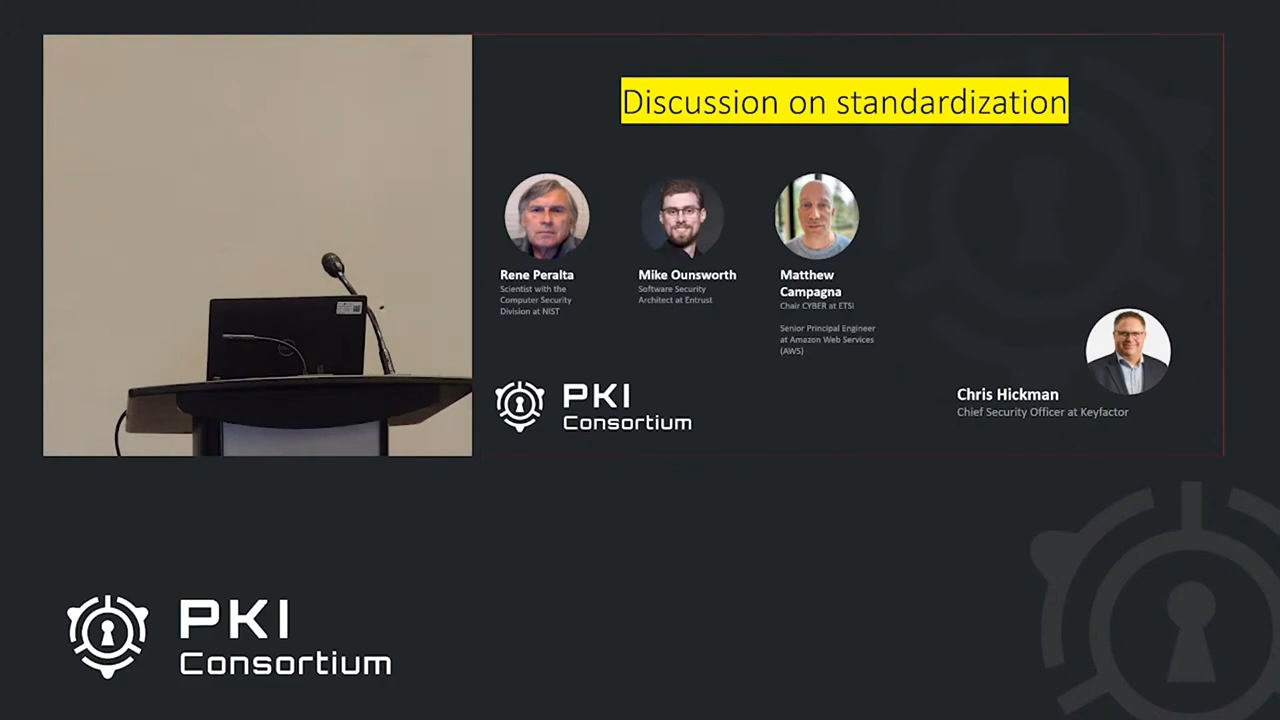 Discussion on standardization
Rene Peralta
Scientist with the
Computer Security
Division at NIST
Mike Ounsworth
Software Security
Architect at Entrust
Matthew
Campagna
Chair CYBER at ETSI
Senior Principal Engineer
at Amazon Web Services
(AWS)
Chris Hickman
Chief Security Officer at Keyfactor
PKI
Consortium
PKI
Consortium